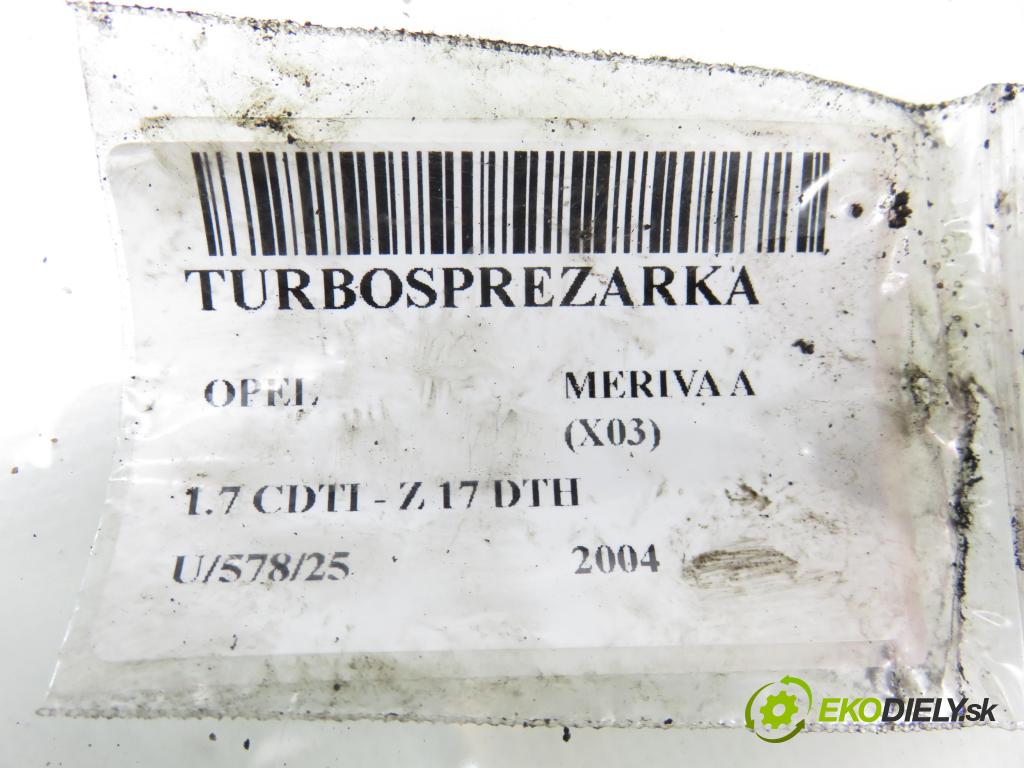 TURBOSPREZARKA
OPEL MERIVA A
(X03)
1.7 CDTI - Z 17 DTH
U/578/25 2004
EKODIELY.sk